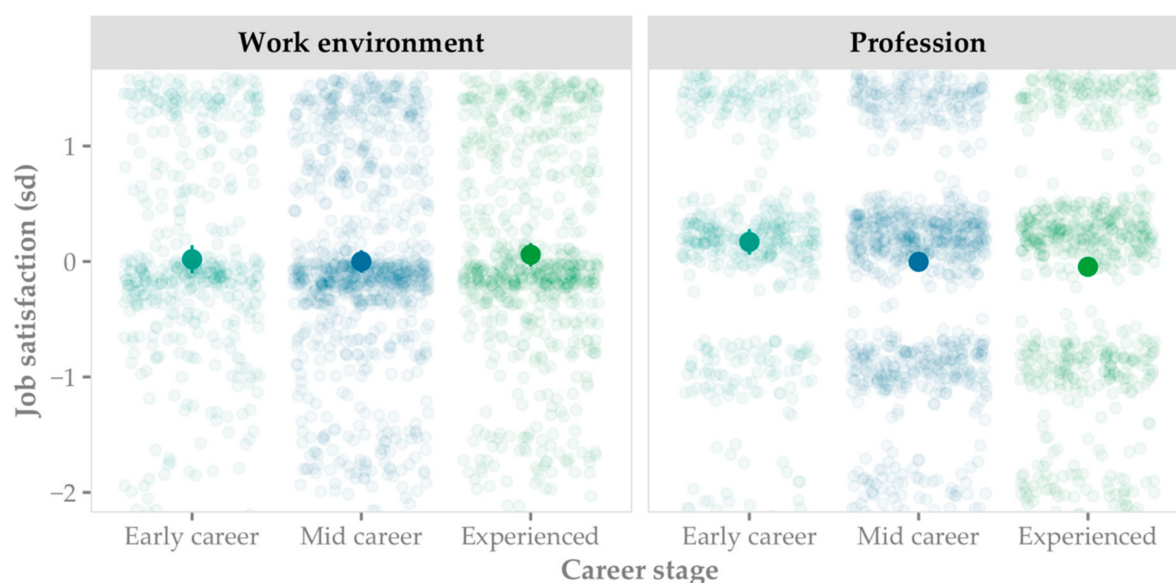 Work environment
Profession
Job satisfaction (sd)
1
0
−1
−2
Early career
Mid career
Experienced
Early career
Mid career
Experienced
Career stage